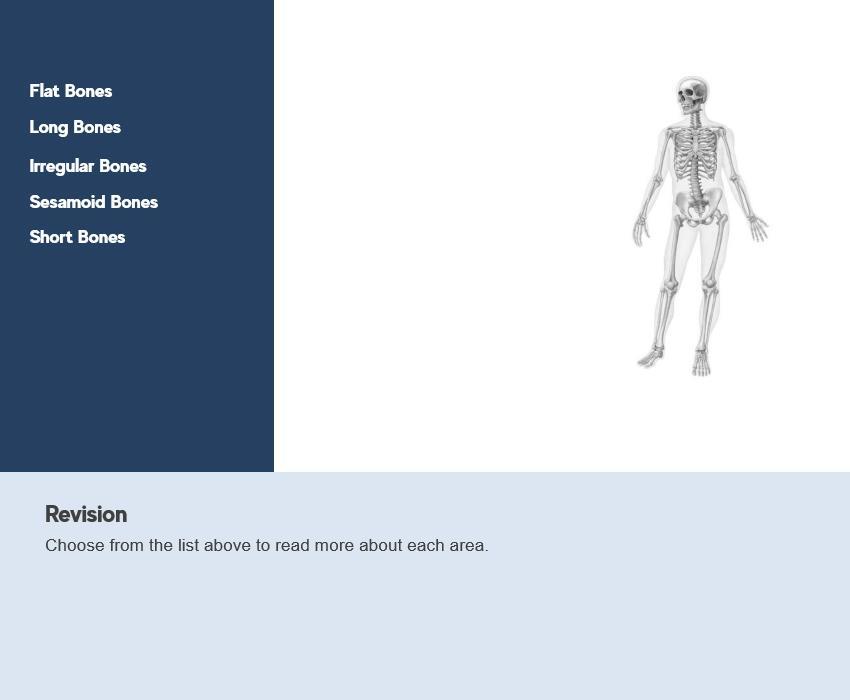 Flat Bones
Long Bones
Irregular Bones
Sesamoid Bones
Short Bones
Revision
Choose from the list above to read more about each area.